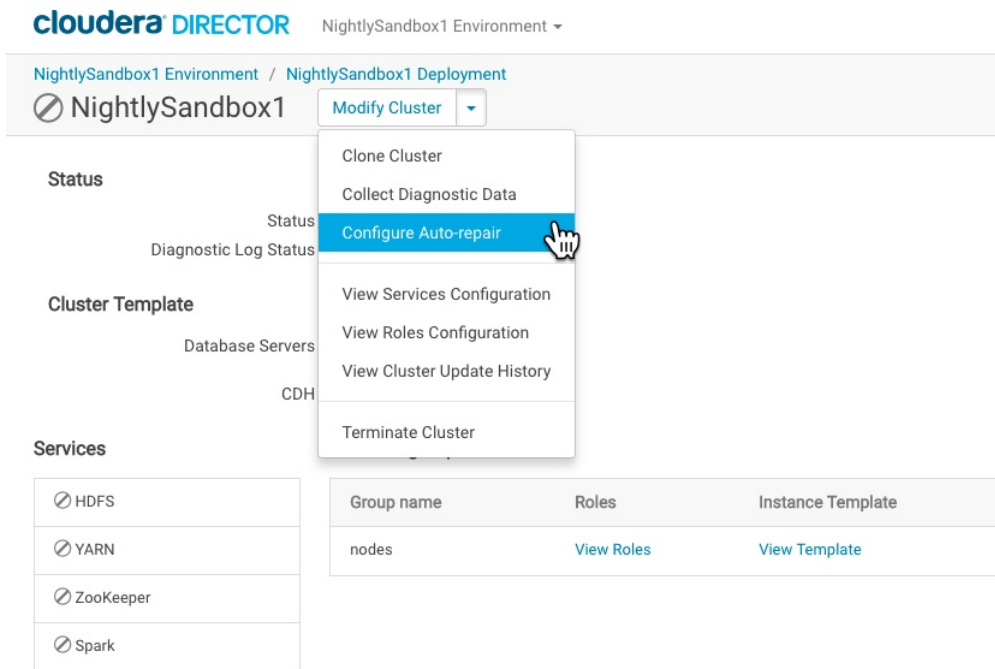 cloudera DIRECTOR NightlySandbox1 Environment
NightlySandbox1 Environment / NightlySandbox1 Deployment
NightlySandbox1 Modify Cluster
Clone Cluster
Collect Diagnostic Data
Configure Auto-repair
View Services Configuration
View Roles Configuration
View Cluster Update History
Terminate Cluster
Status
Status
Diagnostic Log Status
Cluster Template
Database Servers
CDH
Services
HDFS
YARN
ZooKeeper
Spark
Group name Roles Instance Template
nodes View Roles View Template